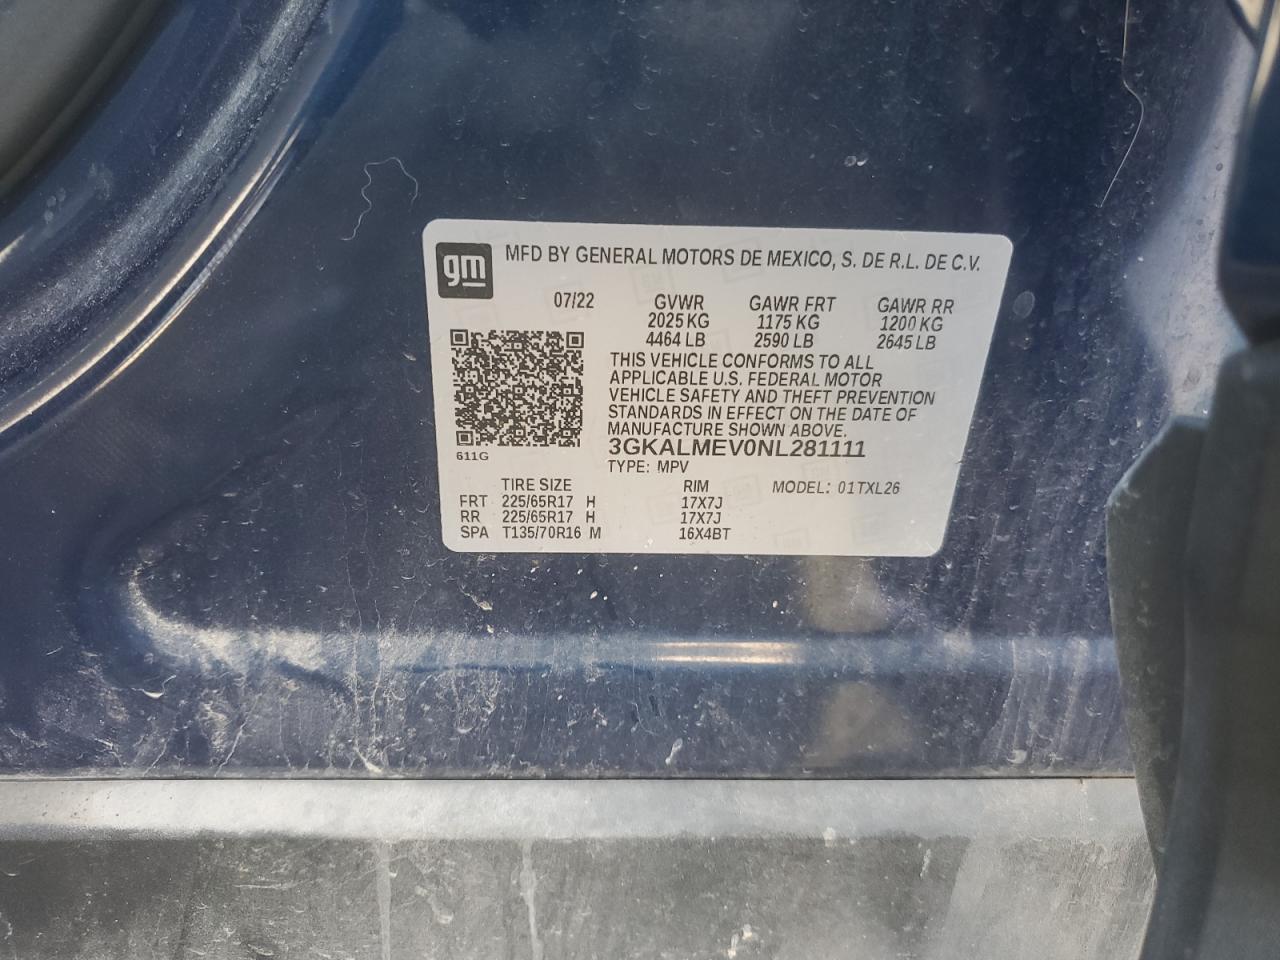 gm MFD BY GENERAL MOTORS DE MEXICO, S. DE R.L. DE C.V.
07/22 GVWR GAWR FRT GAWR RR
2025 KG 1175 KG 1200 KG
4464 LB 2590 LB 2645 LB
THIS VEHICLE CONFORMS TO ALL
APPLICABLE U.S. FEDERAL MOTOR
VEHICLE SAFETY AND THEFT PREVENTION
STANDARDS IN EFFECT ON THE DATE OF
MANUFACTURE SHOWN ABOVE.
3GKALMEV0NL281111
611G
TYPE: MPV
TIRE SIZE RIM MODEL: 01TXL26
FRT 225/65R17 H 17X7J
RR 225/65R17 H 17X7J
SPA T135/70R16 M 16X4BT